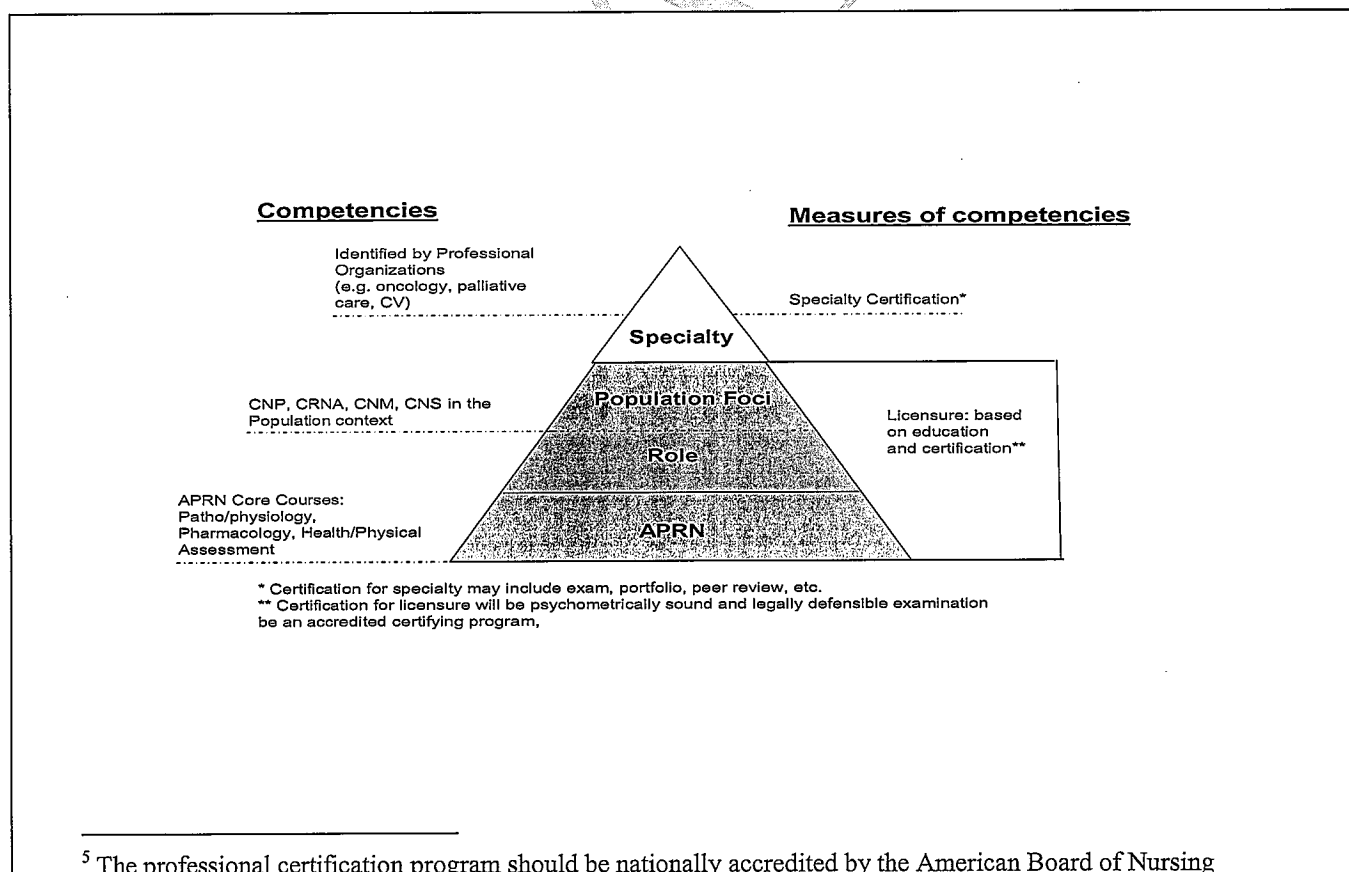 Competencies
Measures of competencies
Identified by Professional
Organizations
(e.g. oncology, palliative
care, CV)
Specialty Certification*
Specialty
CNP, CRNA, CNM, CNS in the
Population context
Population Foci
Role
Licensure: based
on education
and certification**
APRN Core Courses:
Patho/physiology,
Pharmacology, Health/Physical
Assessment
APRN
* Certification for specialty may include exam, portfolio, peer review, etc.
** Certification for licensure will be psychometrically sound and legally defensible examination
be an accredited certifying program,
5 The professional certification program should be nationally accredited by the American Board of Nursing